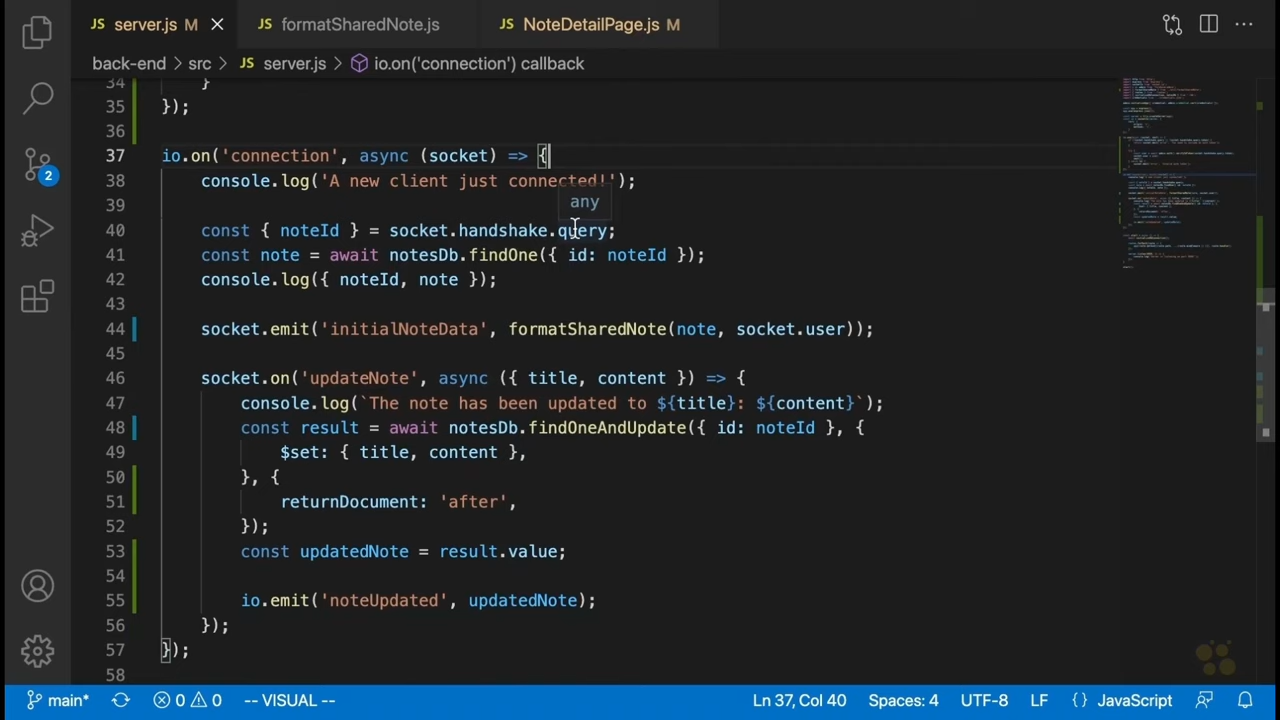 JS server.js M JS formatSharedNote.js JS NoteDetailPage.js M
back-end > src > JS server.js > io.on('connection') callback
34 }
35 });
36
37 io.on('connection', async (socket) => {
38 console.log('A new client just connected!');
any
39
40 const { noteId } = socket.handshake.query;
41 const note = await notesDb.findOne({ id: noteId });
42 console.log({ noteId, note });
43
44 socket.emit('initialNoteData', formatSharedNote(note, socket.user));
45
46 socket.on('updateNote', async ({ title, content }) => {
47 console.log(`The note has been updated to ${title}: ${content}`);
48 const result = await notesDb.findOneAndUpdate({ id: noteId }, {
49 $set: { title, content },
50 }, {
51 returnDocument: 'after',
52 });
53 const updatedNote = result.value;
54
55 io.emit('noteUpdated', updatedNote);
56 });
57 });
58
2
main* 0 0 -- VISUAL -- Ln 37, Col 40 Spaces: 4 UTF-8 LF {} JavaScript